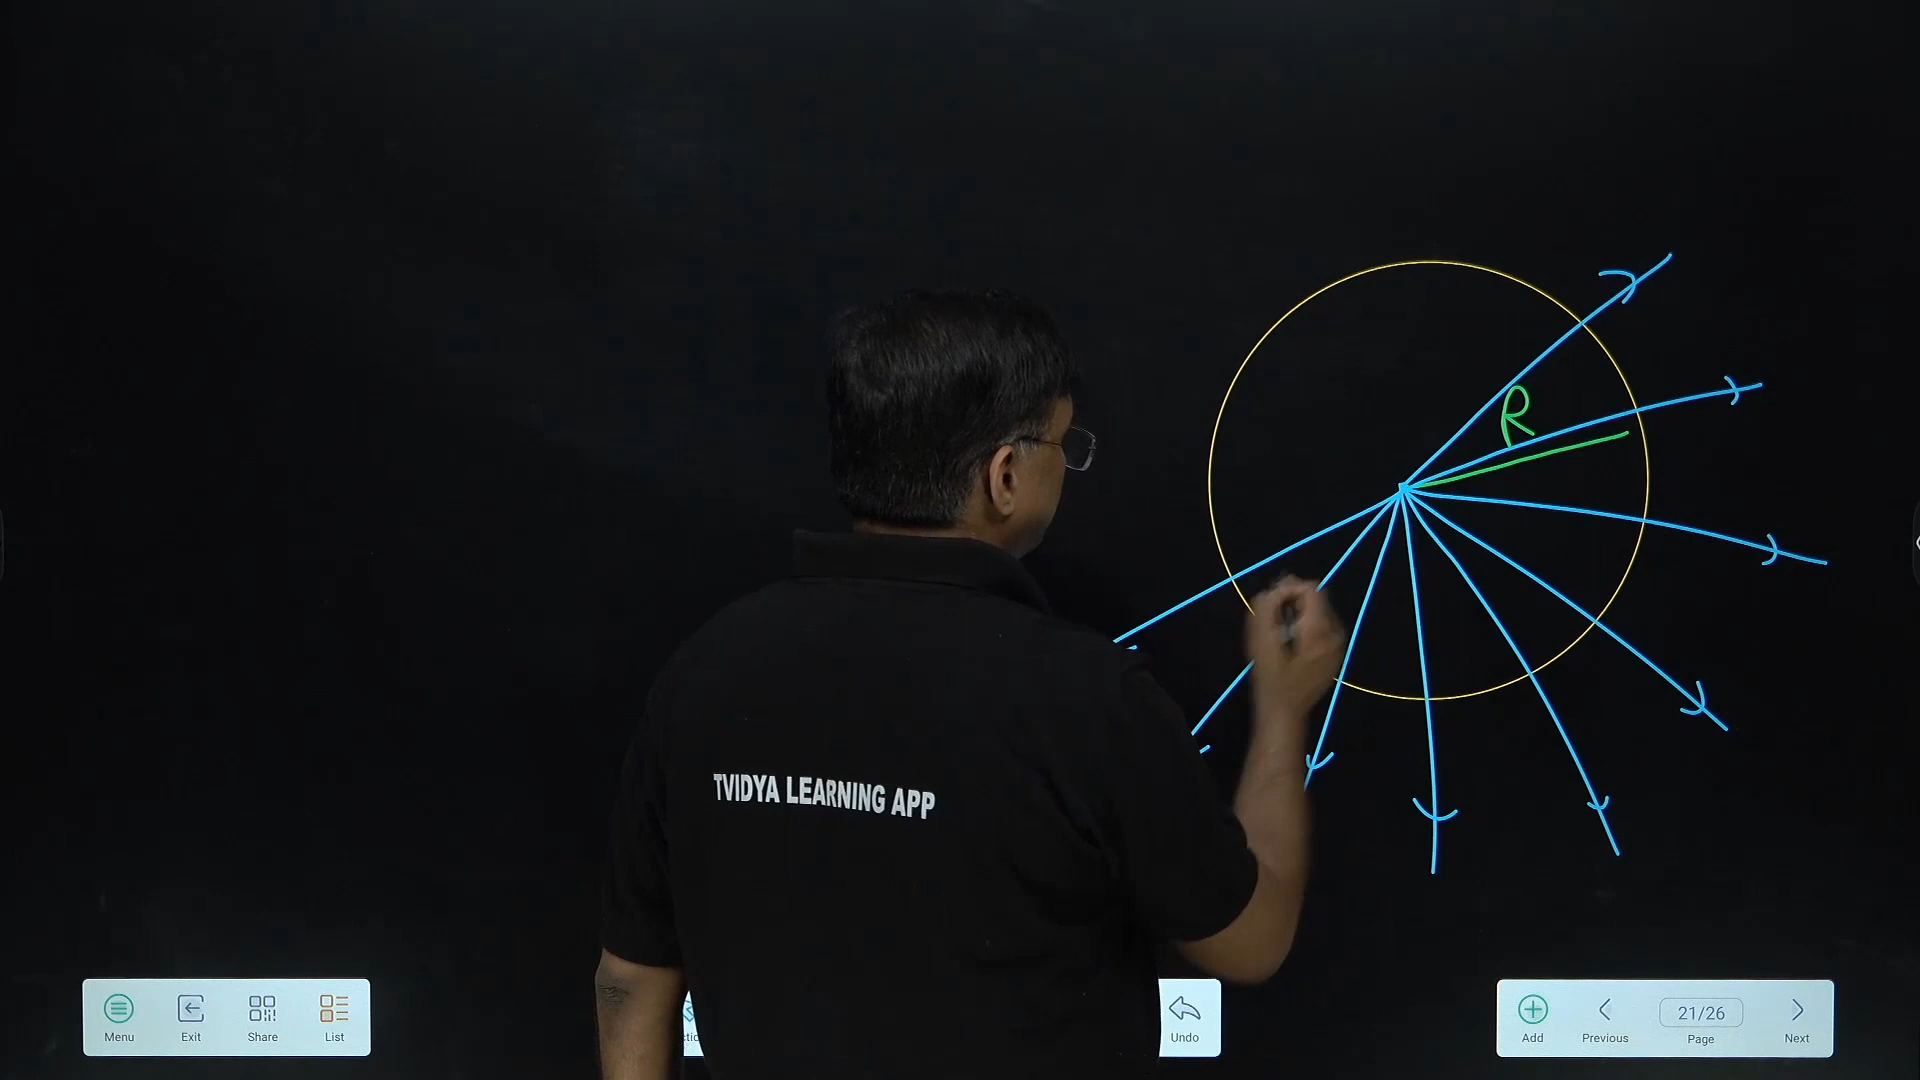 R
TVIDYA LEARNING APP
Menu
Exit
Share
List
Undo
Add
Previous
21/26
Page
Next